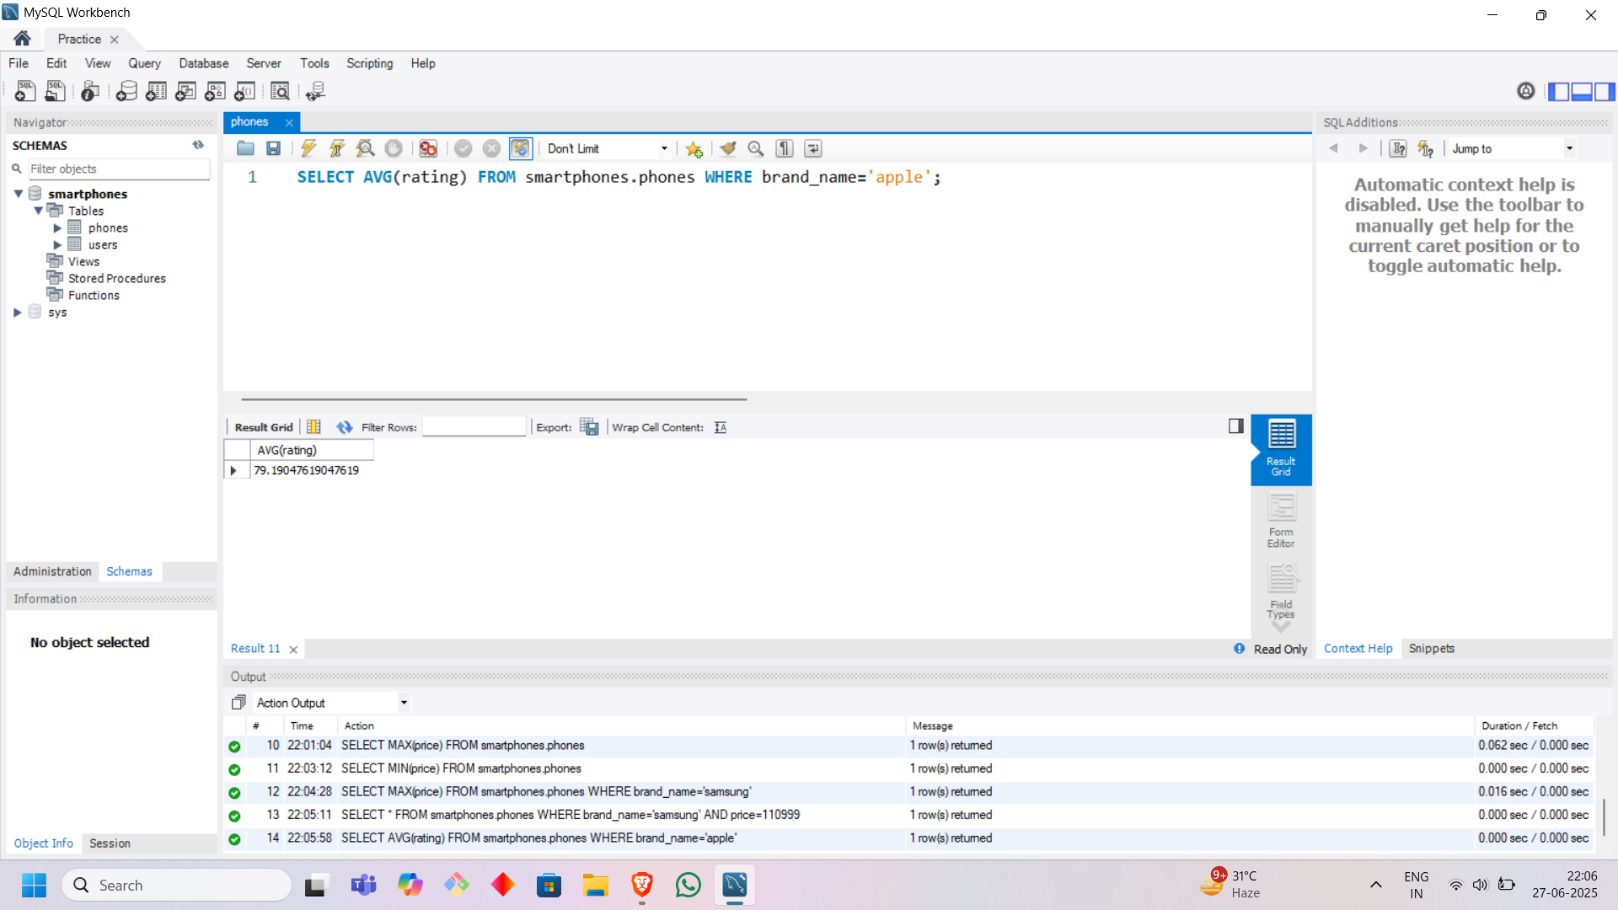 MySQL Workbench
Practice
File Edit View Query Database Server Tools Scripting Help
Navigator
SCHEMAS
Filter objects
smartphones
Tables
phones
users
Views
Stored Procedures
Functions
sys
Administration Schemas
Information
No object selected
Object Info Session
phones
Don't Limit
1 SELECT AVG(rating) FROM smartphones.phones WHERE brand_name='apple';
Result Grid Filter Rows: Export: Wrap Cell Content:
AVG(rating)
79.19047619047619
Result
Grid
Form
Editor
Field
Types
Result 11
Read Only
SQLAdditions
Jump to
Automatic context help is
disabled. Use the toolbar to
manually get help for the
current caret position or to
toggle automatic help.
Context Help Snippets
Output
Action Output
# Time Action Message Duration / Fetch
10 22:01:04 SELECT MAX(price) FROM smartphones.phones 1 row(s) returned 0.062 sec / 0.000 sec
11 22:03:12 SELECT MIN(price) FROM smartphones.phones 1 row(s) returned 0.000 sec / 0.000 sec
12 22:04:28 SELECT MAX(price) FROM smartphones.phones WHERE brand_name='samsung' 1 row(s) returned 0.016 sec / 0.000 sec
13 22:05:11 SELECT * FROM smartphones.phones WHERE brand_name='samsung' AND price=110999 1 row(s) returned 0.000 sec / 0.000 sec
14 22:05:58 SELECT AVG(rating) FROM smartphones.phones WHERE brand_name='apple' 1 row(s) returned 0.000 sec / 0.000 sec
Search
9+
31°C
Haze
ENG
IN
22:06
27-06-2025